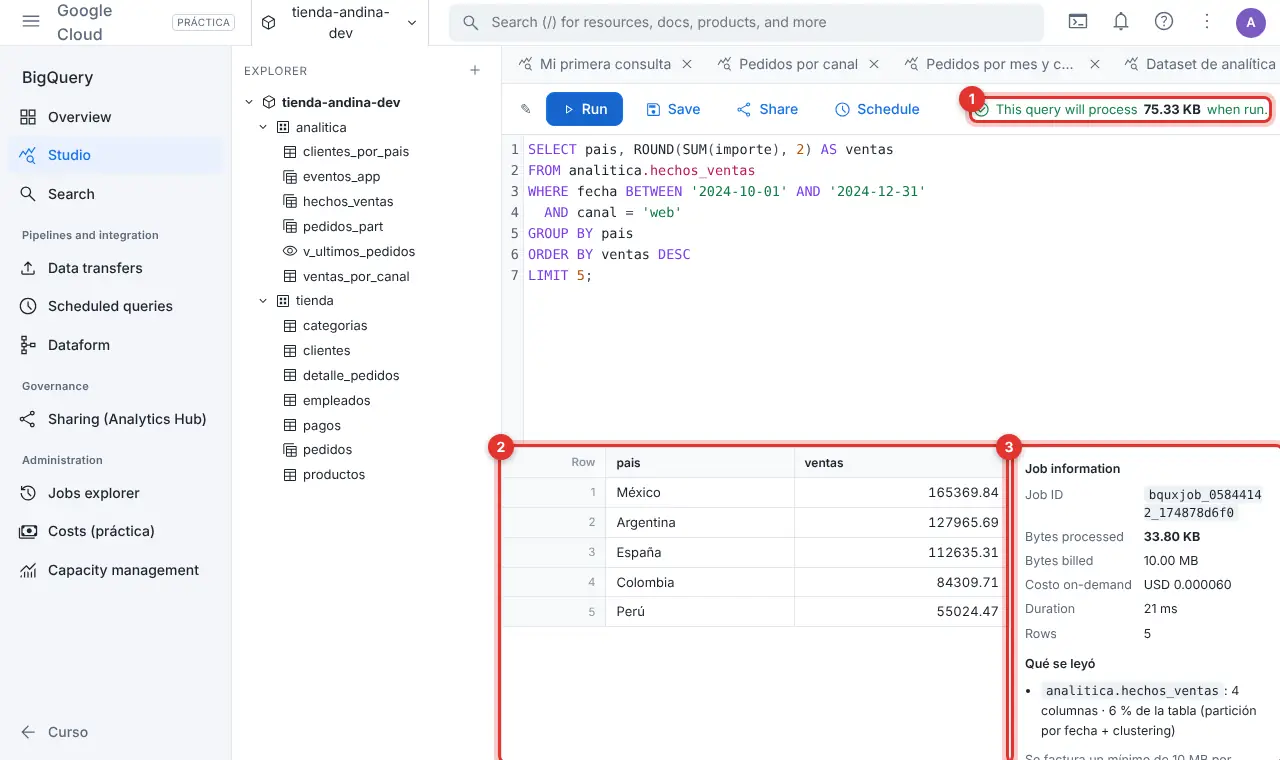 Google Cloud
PRÁCTICA
tienda-andina-dev
Search (/) for resources, docs, products, and more
A
BigQuery
Overview
Studio
Search
Pipelines and integration
Data transfers
Scheduled queries
Dataform
Governance
Sharing (Analytics Hub)
Administration
Jobs explorer
Costs (práctica)
Capacity management
Curso
EXPLORER
tienda-andina-dev
analitica
clientes_por_pais
eventos_app
hechos_ventas
pedidos_part
v_ultimos_pedidos
ventas_por_canal
tienda
categorias
clientes
detalle_pedidos
empleados
pagos
pedidos
productos
Mi primera consulta
Pedidos por canal
Pedidos por mes y c...
Dataset de analítica
Run
Save
Share
Schedule
1
This query will process 75.33 KB when run.
1 SELECT pais, ROUND(SUM(importe), 2) AS ventas
2 FROM analitica.hechos_ventas
3 WHERE fecha BETWEEN '2024-10-01' AND '2024-12-31'
4 AND canal = 'web'
5 GROUP BY pais
6 ORDER BY ventas DESC
7 LIMIT 5;
2
Row pais ventas
1 México 165369.84
2 Argentina 127965.69
3 España 112635.31
4 Colombia 84309.71
5 Perú 55024.47
3
Job information
Job ID bquxjob_0584414
2_174878d6f0
Bytes processed 33.80 KB
Bytes billed 10.00 MB
Costo on-demand USD 0.000060
Duration 21 ms
Rows 5
Qué se leyó
• analitica.hechos_ventas : 4
columnas · 6 % de la tabla (partición
por fecha + clustering)
Se factura un mínimo de 10 MB por